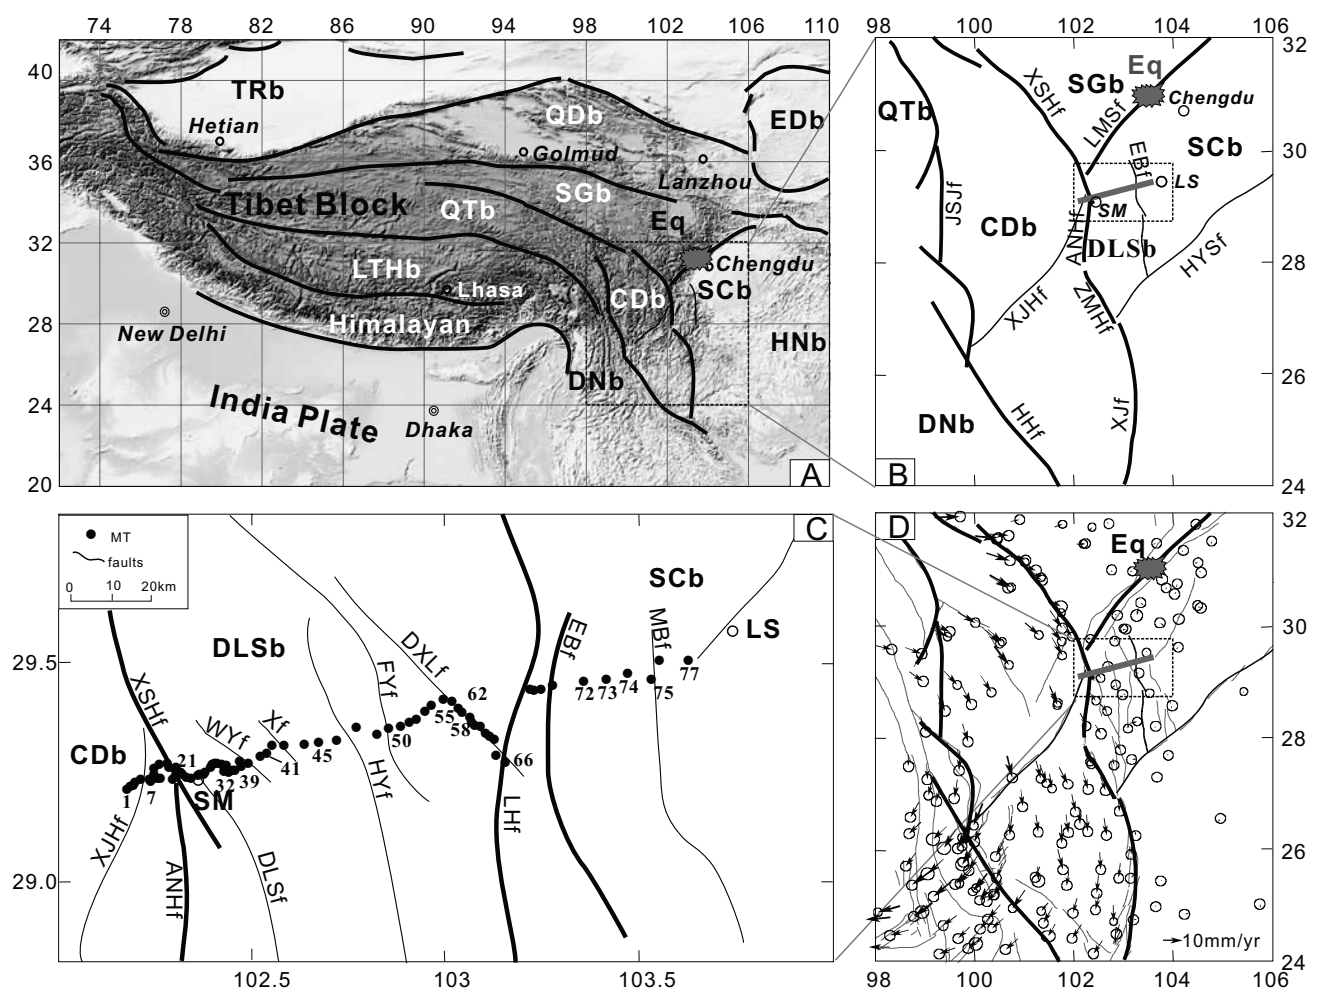 74 78 82 86 91 94 98 102 106 110
40
36
32
28
24
20
TRb
Hetian
QDb
EDb
Golmud
Lanzhou
Tibet Block
SGb
QTb
Eq
LTHb
Chengdu
Lhasa
CDb
SCb
Himalayan
New Delhi
HNb
DNb
India Plate
Dhaka
A
98 100 102 104 106
32
30
28
26
24
XSHf
SGb
Eq
QTb
LMSf
Chengdu
SCb
EBf
LS
JSJf
SM
CDb
ANHf
DLSb
HYSf
XJHf
ZMHf
DNb
HHf
XJf
B
MT
faults
0 10 20km
C
SCb
DLSb
MBf
LS
EBf
DXLf
FYf
29.5
XSHf
WYf
Xf
62
77
72 73 74 75
55
58
50
45
CDb
21
41
39
32
66
1 7
SM
HYf
LHf
XJHf
ANHf
DLSf
29.0
102.5 103 103.5
D
32
30
28
26
24
Eq
10mm/yr
98 100 102 104 106